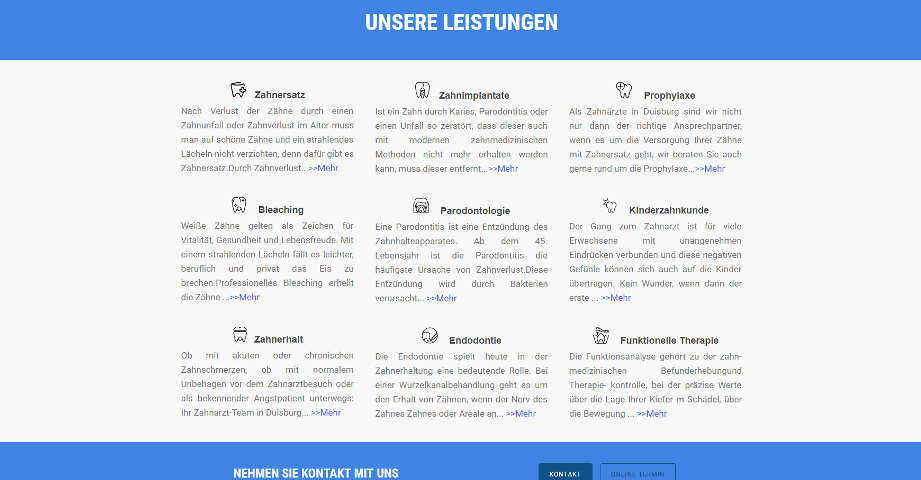 UNSERE LEISTUNGEN
Zahnersatz
Nach Verlust der Zähne durch einen
Zahnunfall oder Zahnverlust im Alter muss
man auf schöne Zähne und ein strahlendes
Lächeln nicht verzichten, denn dafür gibt es
Zahnersatz.Durch Zahnverlust...>>Mehr
Zahnimplantate
Ist ein Zahn durch Karies, Parodontitis oder
einen Unfall so zerstört, dass dieser auch
mit modernen zahnmedizinischen
Methoden nicht mehr erhalten werden
kann, muss dieser entfernt...>>Mehr
Prophylaxe
Als Zahnärzte in Duisburg sind wir nicht
nur dann der richtige Ansprechpartner,
wenn es um die Versorgung Ihrer Zähne
mit Zahnersatz geht, wir beraten Sie auch
gerne rund um die Prophylaxe...>>Mehr
Bleaching
Weiße Zähne gelten als Zeichen für
Vitalität, Gesundheit und Lebensfreude. Mit
einem strahlenden Lächeln fällt es leichter,
beruflich und privat das Eis zu
brechen.Professionelles Bleaching erhellt
die Zähne ...>>Mehr
Parodontologie
Eine Parodontitis ist eine Entzündung des
Zahnhalteapparates. Ab dem 45.
Lebensjahr ist die Parodontitis die
häufigste Ursache von Zahnverlust.Diese
Entzündung wird durch Bakterien
verursacht... >>Mehr
Kinderzahnkunde
Der Gang zum Zahnarzt ist für viele
Erwachsene mit unangenehmen
Eindrücken verbunden und diese negativen
Gefühle können sich auch auf die Kinder
übertragen. Kein Wunder, wenn dann der
erste ... >>Mehr
Zahnerhalt
Ob mit akuten oder chronischen
Zahnschmerzen, ob mit normalem
Unbehagen vor dem Zahnarztbesuch oder
als bekennender Angstpatient unterwegs:
Ihr Zahnarzt-Team in Duisburg... >>Mehr
Endodontie
Die Endodontie spielt heute in der
Zahnerhaltung eine bedeutende Rolle. Bei
einer Wurzelkanalbehandlung geht es um
den Erhalt von Zähnen, wenn der Nerv des
Zahnes Zahnes oder Areale an... >>Mehr
Funktionelle Therapie
Die Funktionsanalyse gehört zu der zahn-
medizinischen Befunderhebungund
Therapie- kontrolle, bei der präzise Werte
über die Lage Ihrer Kiefer m Schädel, über
die Bewegung ... >>Mehr
NEHMEN SIE KONTAKT MIT UNS
KONTAKT
ONLINE TERMIN